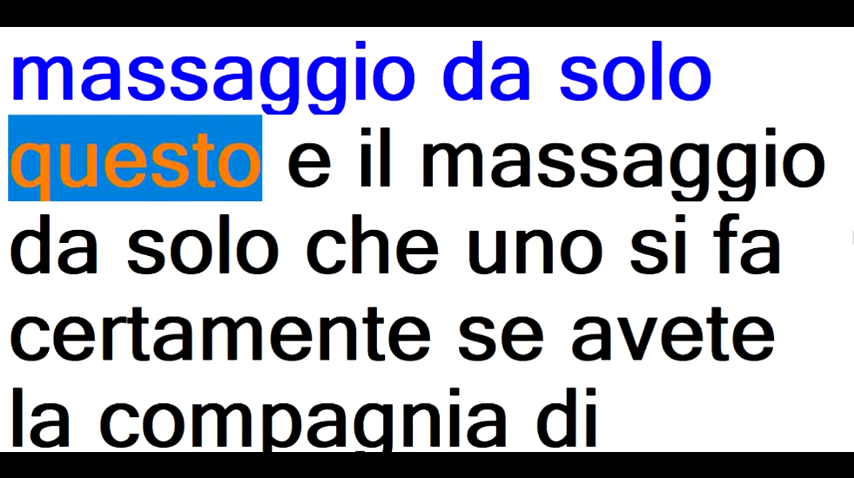 massaggio da solo
questo e il massaggio
da solo che uno si fa
certamente se avete
la compagnia di